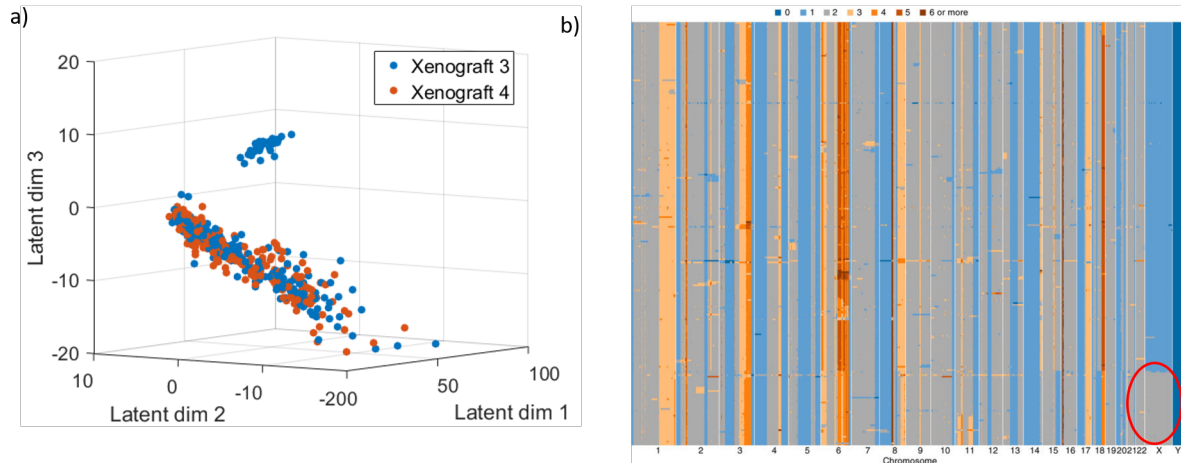 a)
20
10
0
-10
-20
Latent dim 3
Xenograft 3
Xenograft 4
10
0
-10
-200
50
100
Latent dim 2
Latent dim 1
b)
0 1 2 3 4 5 6 or more
1 2 3 4 5 6 7 8 9 10 11 12 13 14 15 16 17 18 19 20 21 22 X Y
Chromosome